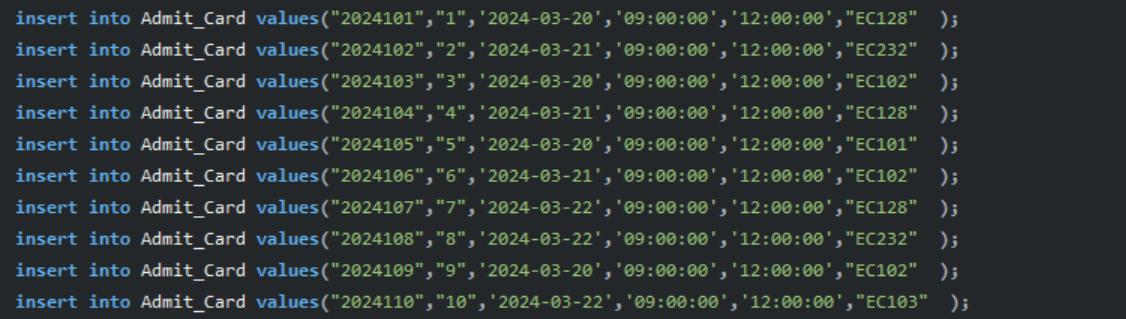 insert into Admit_Card values("2024101","1",'2024-03-20','09:00:00','12:00:00',"EC128"  );
insert into Admit_Card values("2024102","2",'2024-03-21','09:00:00','12:00:00',"EC232"  );
insert into Admit_Card values("2024103","3",'2024-03-20','09:00:00','12:00:00',"EC102"  );
insert into Admit_Card values("2024104","4",'2024-03-21','09:00:00','12:00:00',"EC128"  );
insert into Admit_Card values("2024105","5",'2024-03-20','09:00:00','12:00:00',"EC101"  );
insert into Admit_Card values("2024106","6",'2024-03-21','09:00:00','12:00:00',"EC102"  );
insert into Admit_Card values("2024107","7",'2024-03-22','09:00:00','12:00:00',"EC128"  );
insert into Admit_Card values("2024108","8",'2024-03-22','09:00:00','12:00:00',"EC232"  );
insert into Admit_Card values("2024109","9",'2024-03-20','09:00:00','12:00:00',"EC102"  );
insert into Admit_Card values("2024110","10",'2024-03-22','09:00:00','12:00:00',"EC103"  );